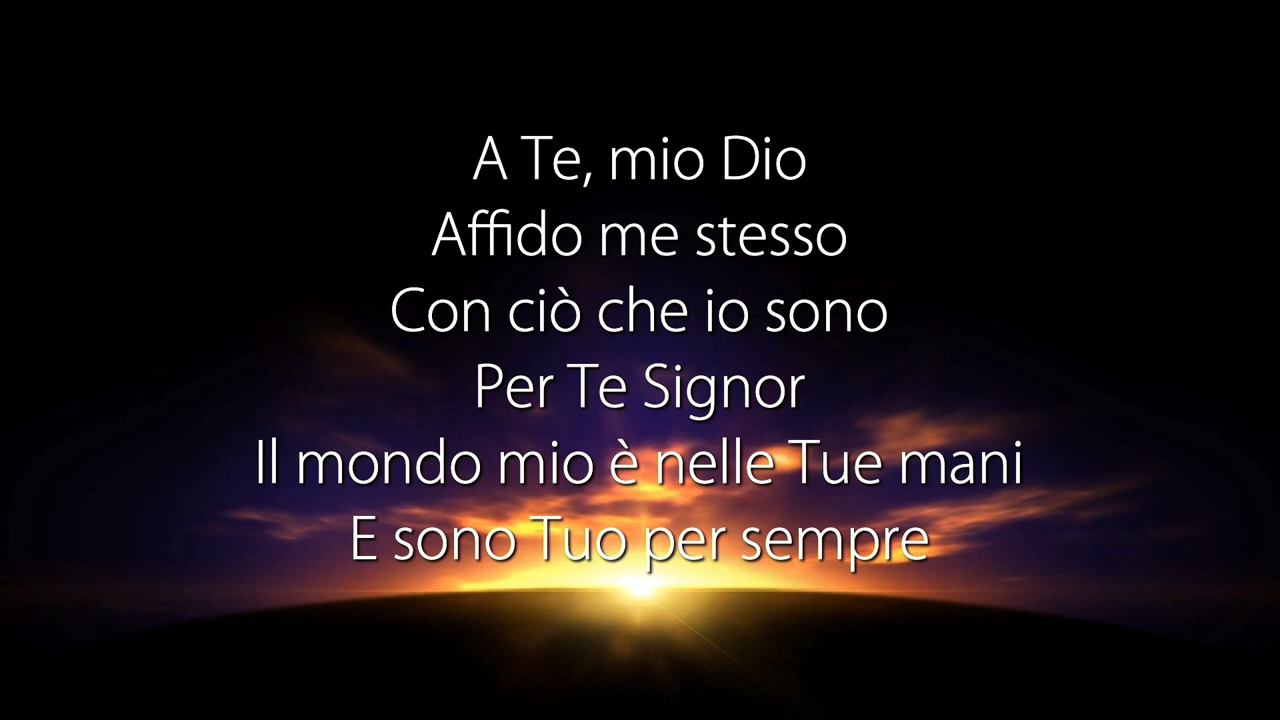 A Te, mio Dio
Affido me stesso
Con ciò che io sono
Per Te Signor
Il mondo mio è nelle Tue mani
E sono Tuo per sempre